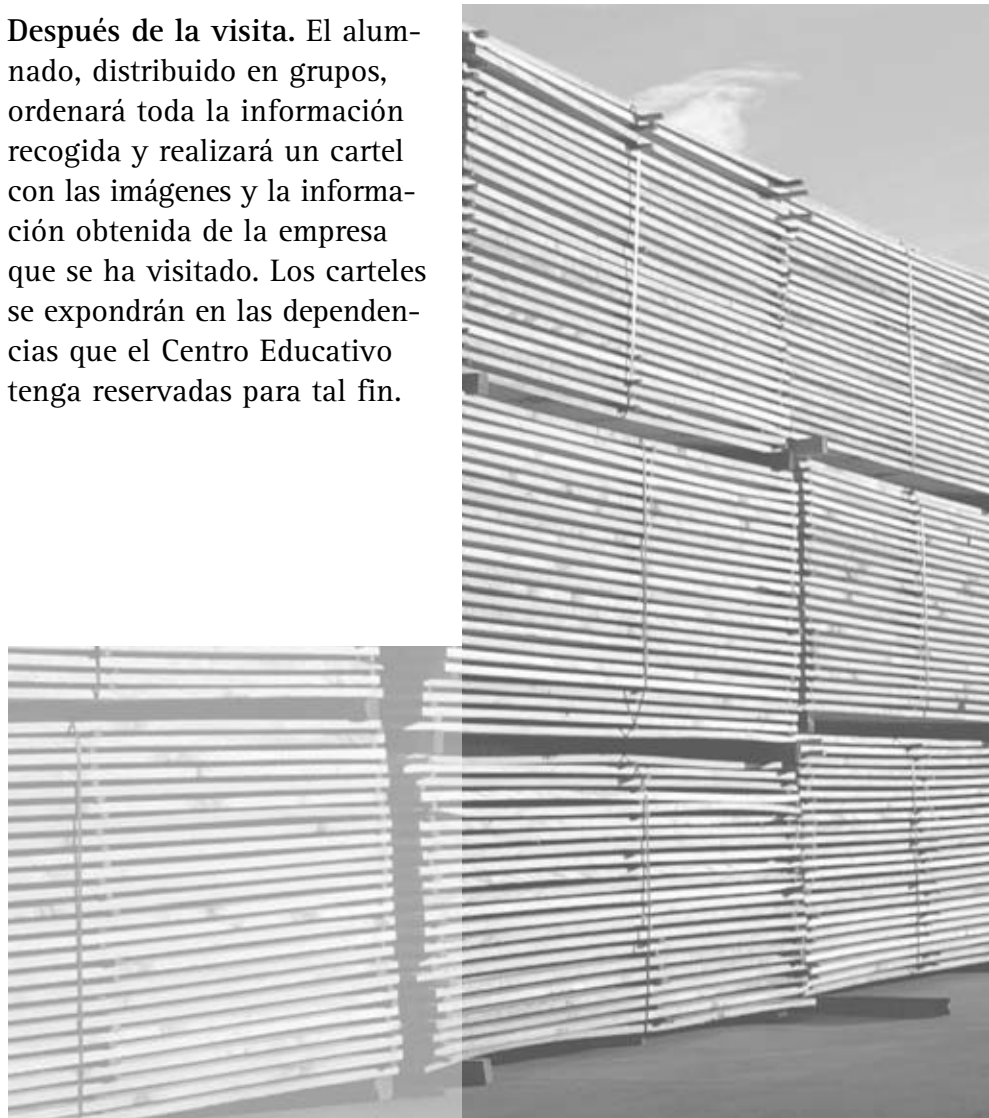 Después de la visita. El alum-
nado, distribuido en grupos,
ordenará toda la información
recogida y realizará un cartel
con las imágenes y la informa-
ción obtenida de la empresa
que se ha visitado. Los carteles
se expondrán en las dependen-
cias que el Centro Educativo
tenga reservadas para tal fin.